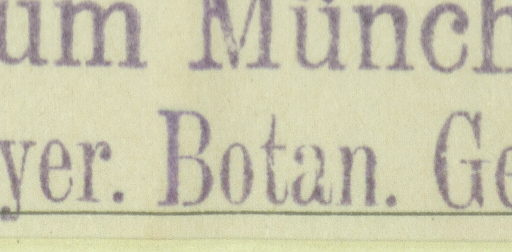 um Münch
yer. Botan. Ge